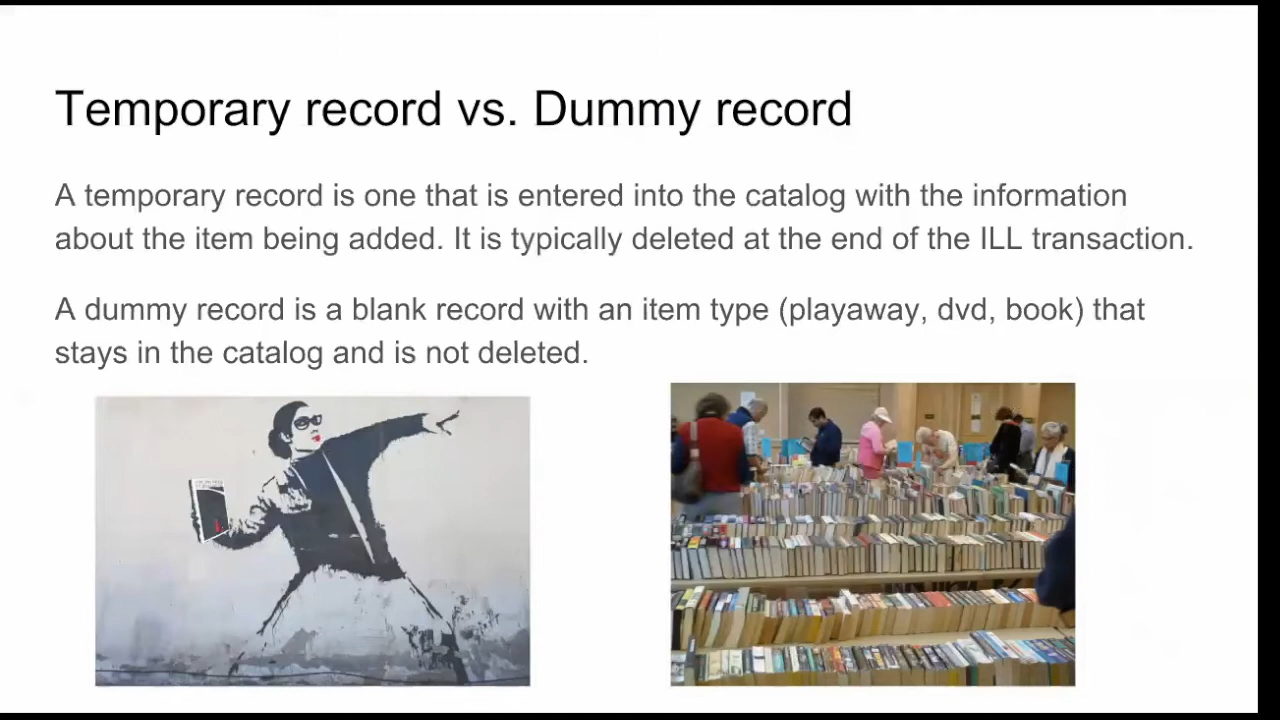 Temporary record vs. Dummy record
A temporary record is one that is entered into the catalog with the information
about the item being added. It is typically deleted at the end of the ILL transaction.
A dummy record is a blank record with an item type (playaway, dvd, book) that
stays in the catalog and is not deleted.